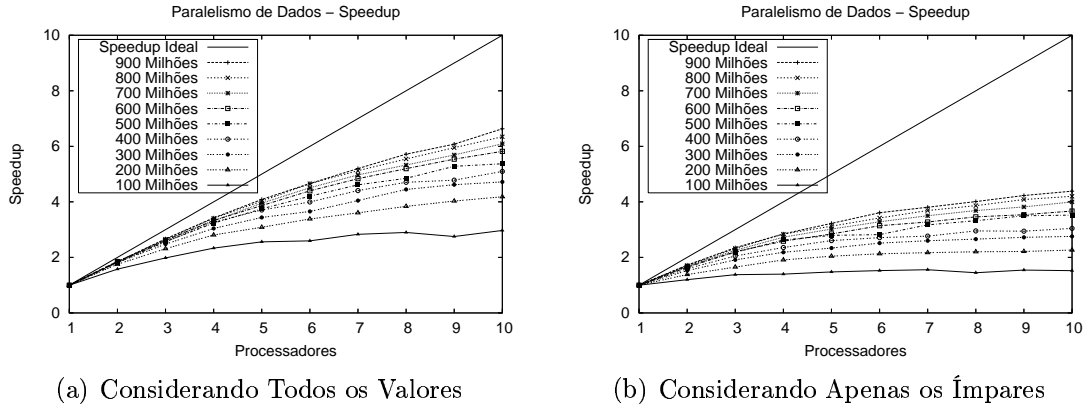 Paralelismo de Dados – Speedup
10
8
6
4
2
0
Speedup
Speedup Ideal
900 Milhões
800 Milhões
700 Milhões
600 Milhões
500 Milhões
400 Milhões
300 Milhões
200 Milhões
100 Milhões
1 2 3 4 5 6 7 8 9 10
Processadores
(a) Considerando Todos os Valores
Paralelismo de Dados – Speedup
10
8
6
4
2
0
Speedup
Speedup Ideal
900 Milhões
800 Milhões
700 Milhões
600 Milhões
500 Milhões
400 Milhões
300 Milhões
200 Milhões
100 Milhões
1 2 3 4 5 6 7 8 9 10
Processadores
(b) Considerando Apenas os Ímpares